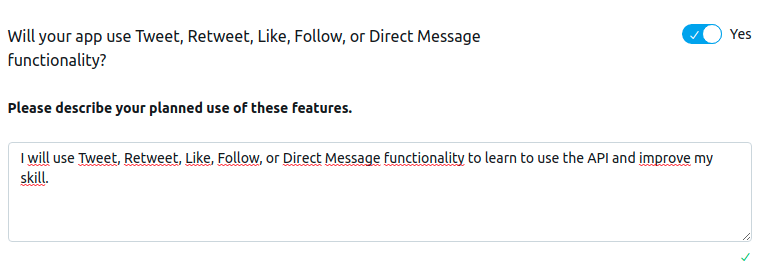 Will your app use Tweet, Retweet, Like, Follow, or Direct Message
functionality?
Yes
Please describe your planned use of these features.
I will use Tweet, Retweet, Like, Follow, or Direct Message functionality to learn to use the API and improve my
skill.